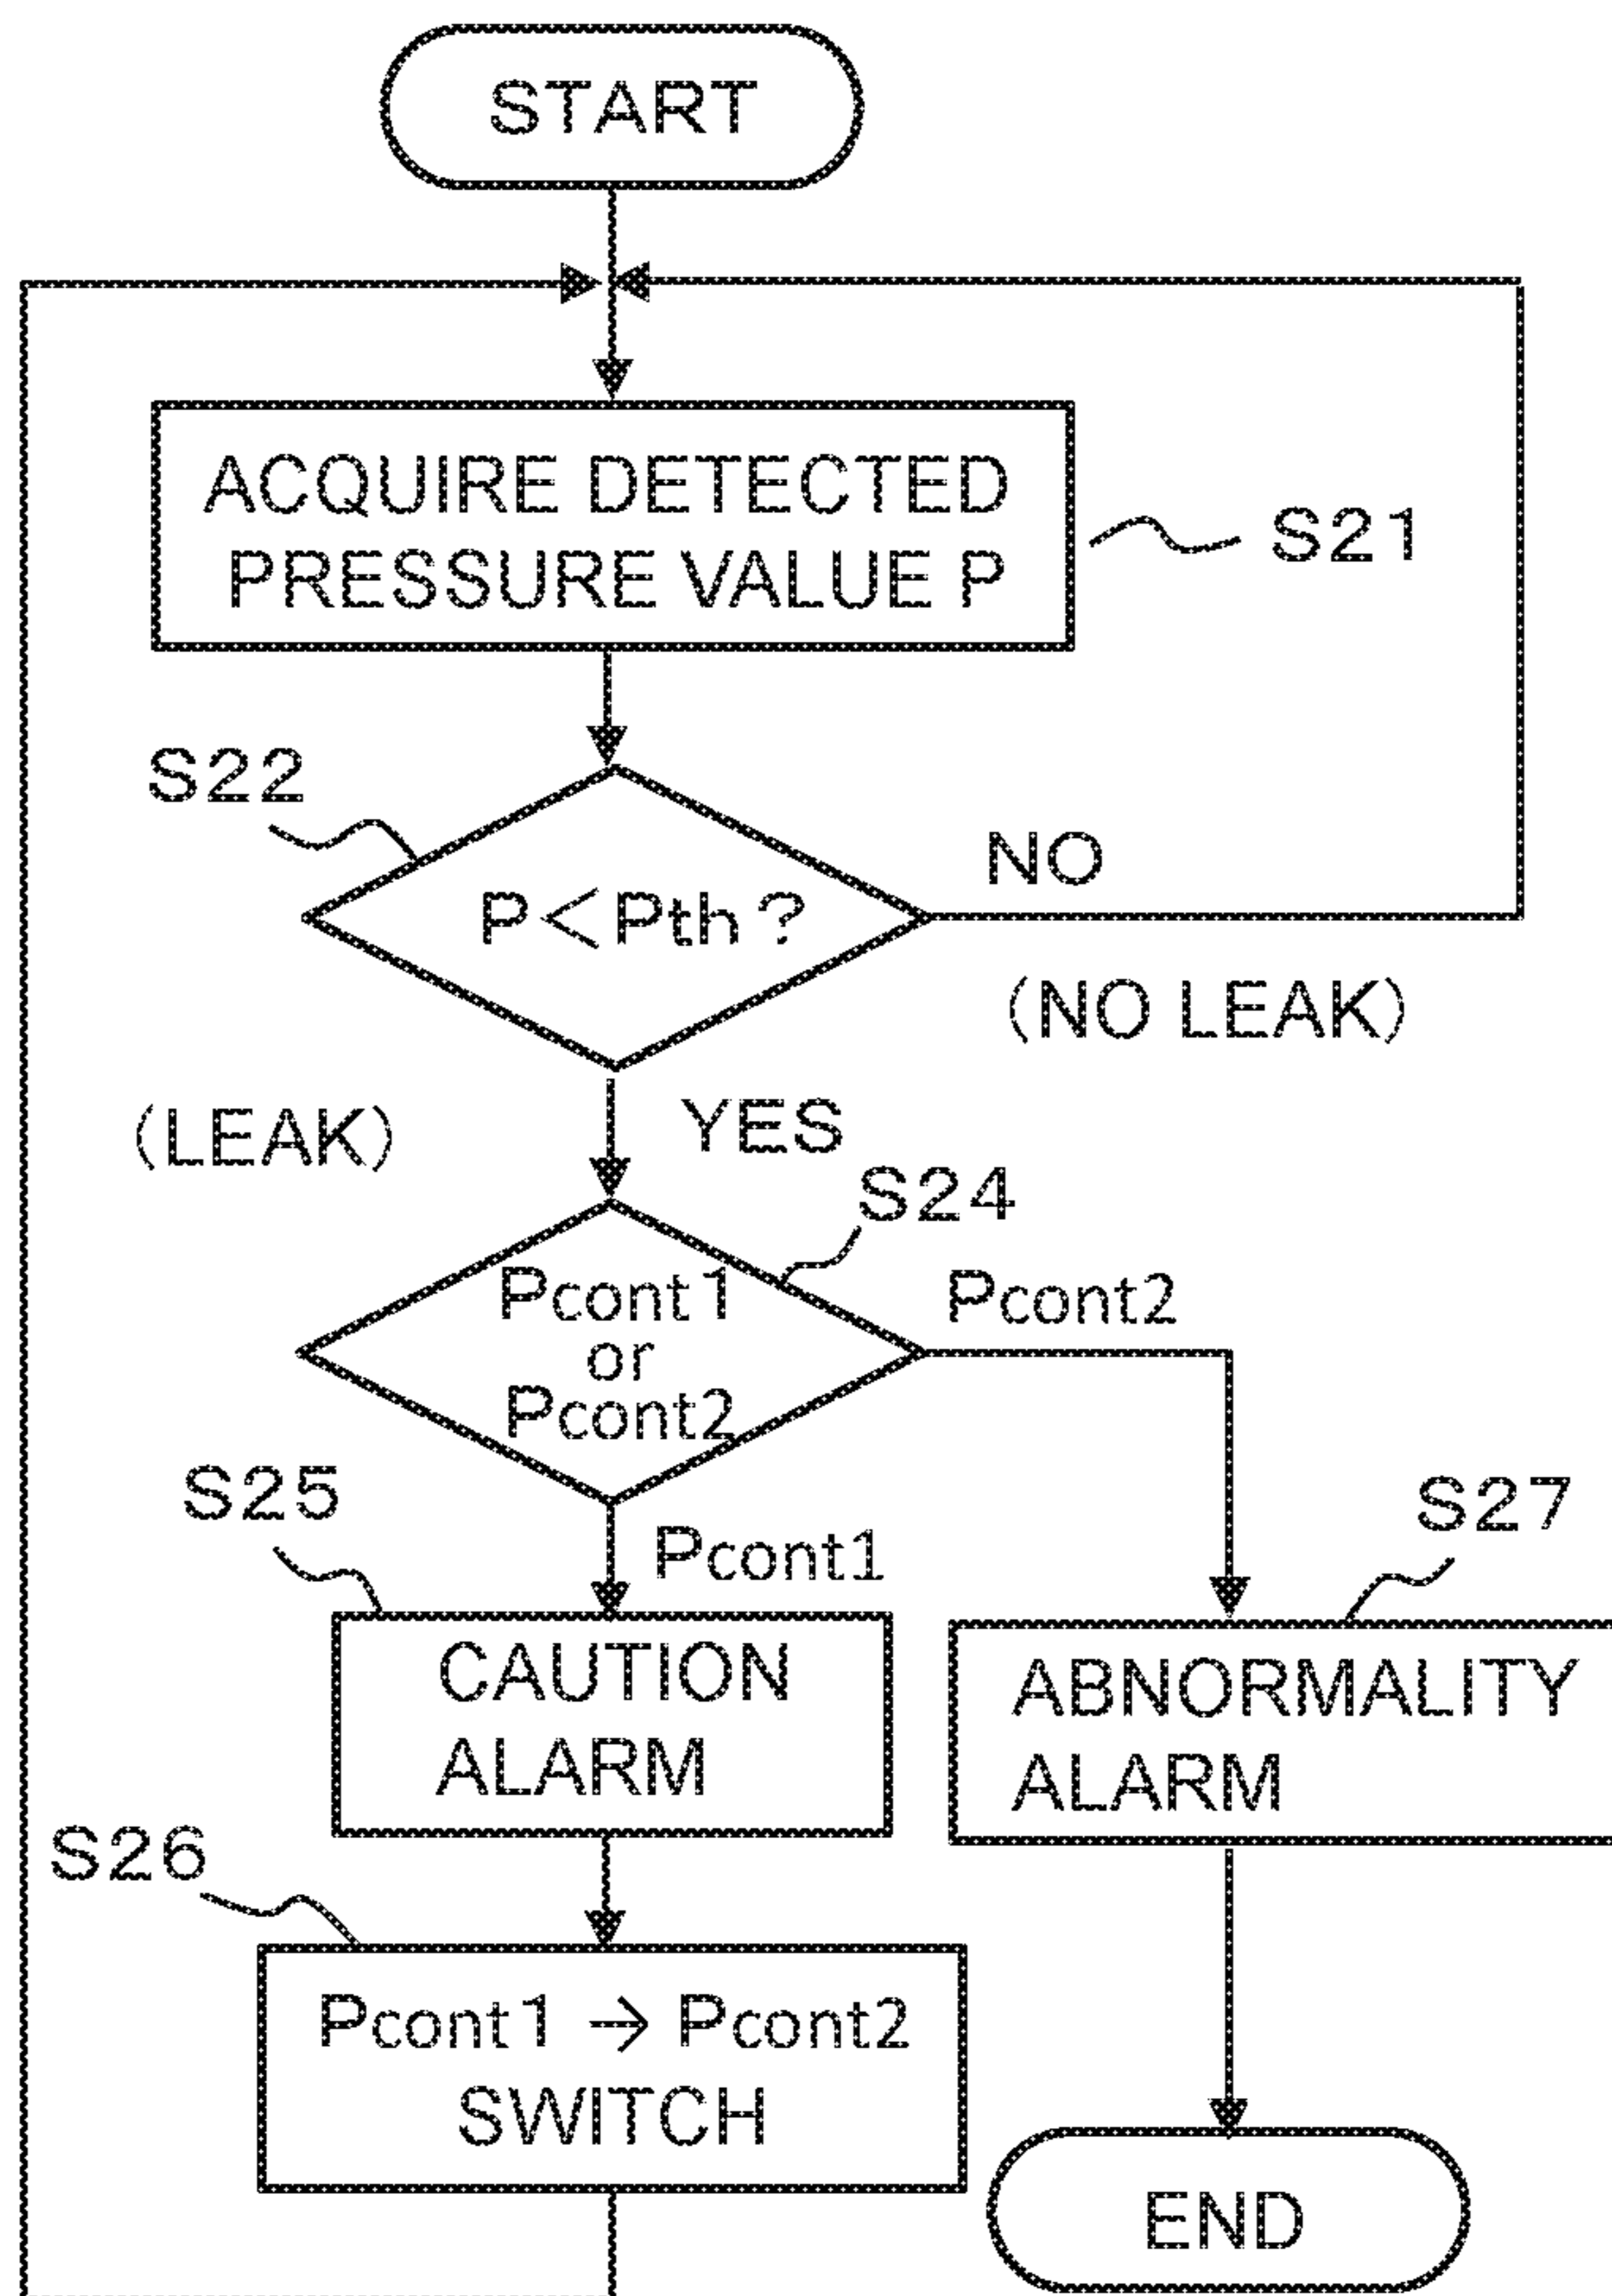 START
ACQUIRE DETECTED
PRESSURE VALUE P
S21
S22
P<Pth?
NO
(NO LEAK)
(LEAK)
YES
S24
Pcont1
or
Pcont2
Pcont2
S25
Pcont1
S27
CAUTION
ALARM
ABNORMALITY
ALARM
S26
Pcont1 → Pcont2
SWITCH
END